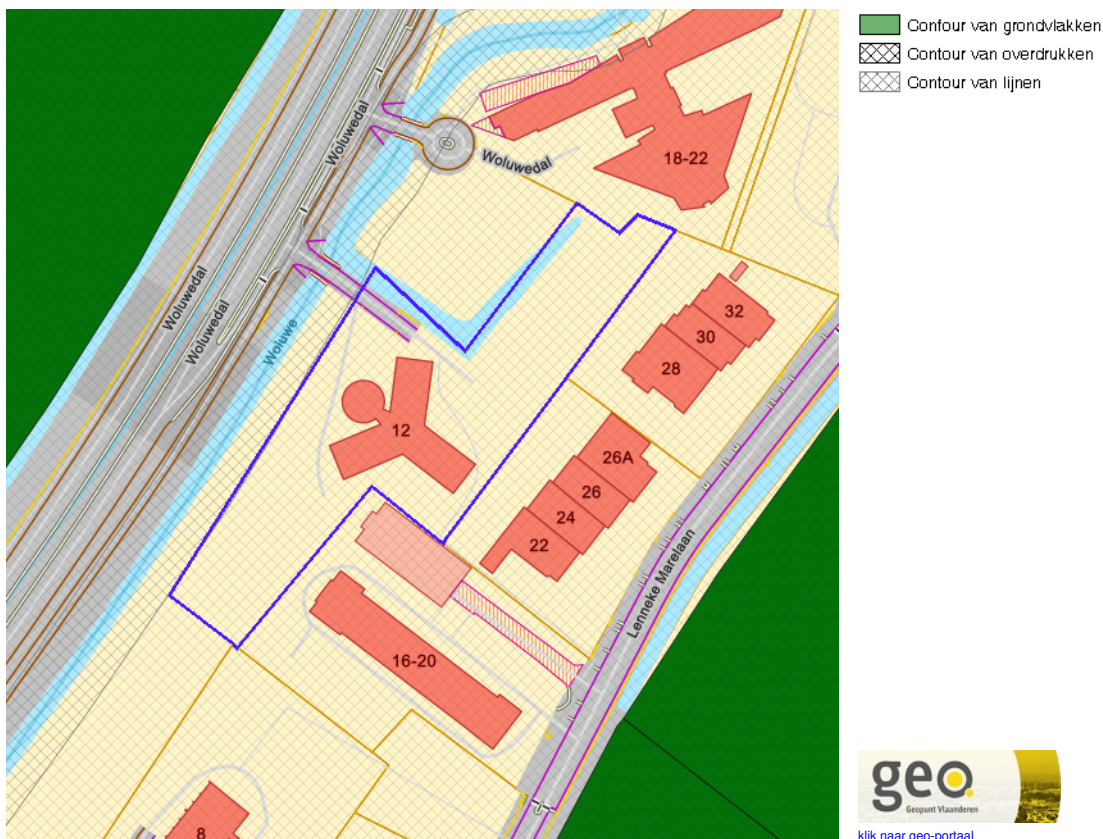 Contour van grondvlakken
Contour van overdrukken
Contour van lijnen
Woluwedal
Woluwedal
18-22
Woluwedal
Woluwedal
Woluwe
32
30
28
12
26A
26
24
22
Lenneke Marelaan
16-20
8
geo.
Geopunt Vlaanderen
klik naar geo-portaal